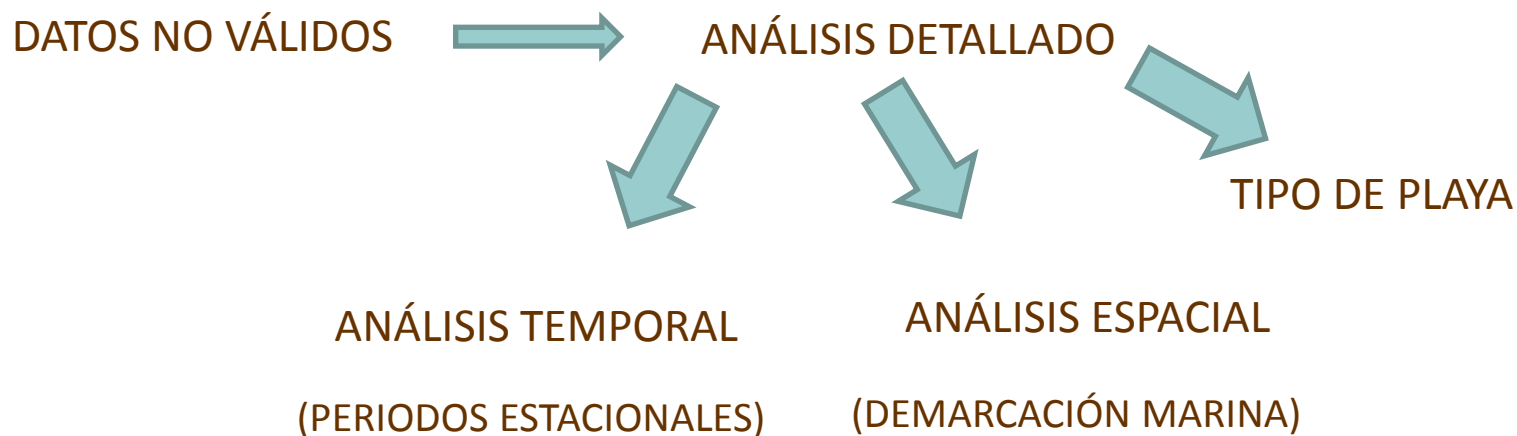 DATOS NO VÁLIDOS
ANÁLISIS DETALLADO
TIPO DE PLAYA
ANÁLISIS TEMPORAL
(PERIODOS ESTACIONALES)
ANÁLISIS ESPACIAL
(DEMARCACIÓN MARINA)